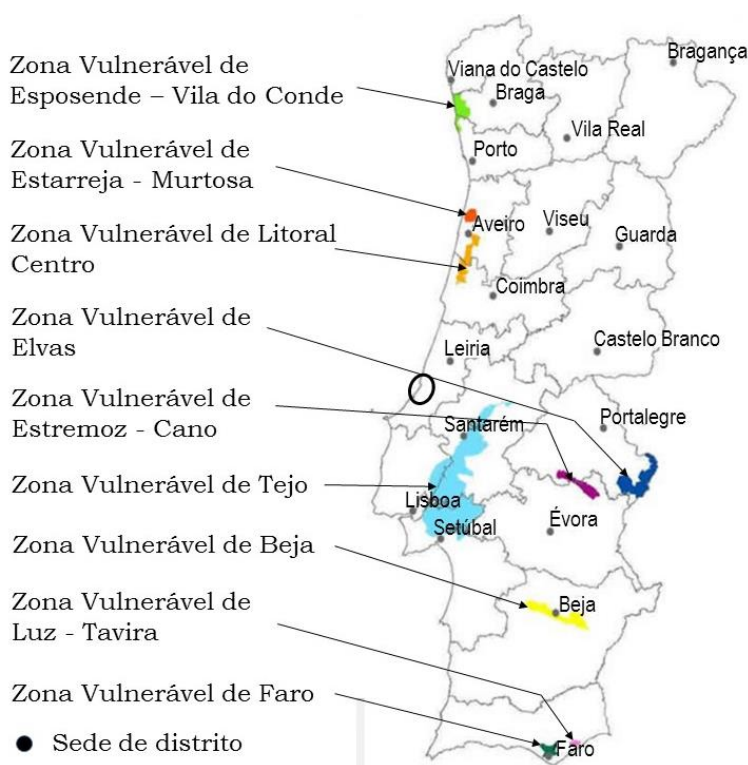 Zona Vulnerável de
Esposende – Vila do Conde
Zona Vulnerável de
Estarreja - Murtosa
Zona Vulnerável de Litoral
Centro
Zona Vulnerável de
Elvas
Zona Vulnerável de
Estremoz - Cano
Zona Vulnerável de Tejo
Zona Vulnerável de Beja
Zona Vulnerável de
Luz - Tavira
Zona Vulnerável de Faro
Sede de distrito
Bragança
Viana do Castelo
Braga
Vila Real
Porto
Aveiro
Viseu
Guarda
Coimbra
Leiria
Castelo Branco
Santarém
Portalegre
Lisboa
Setúbal
Évora
Beja
Faro